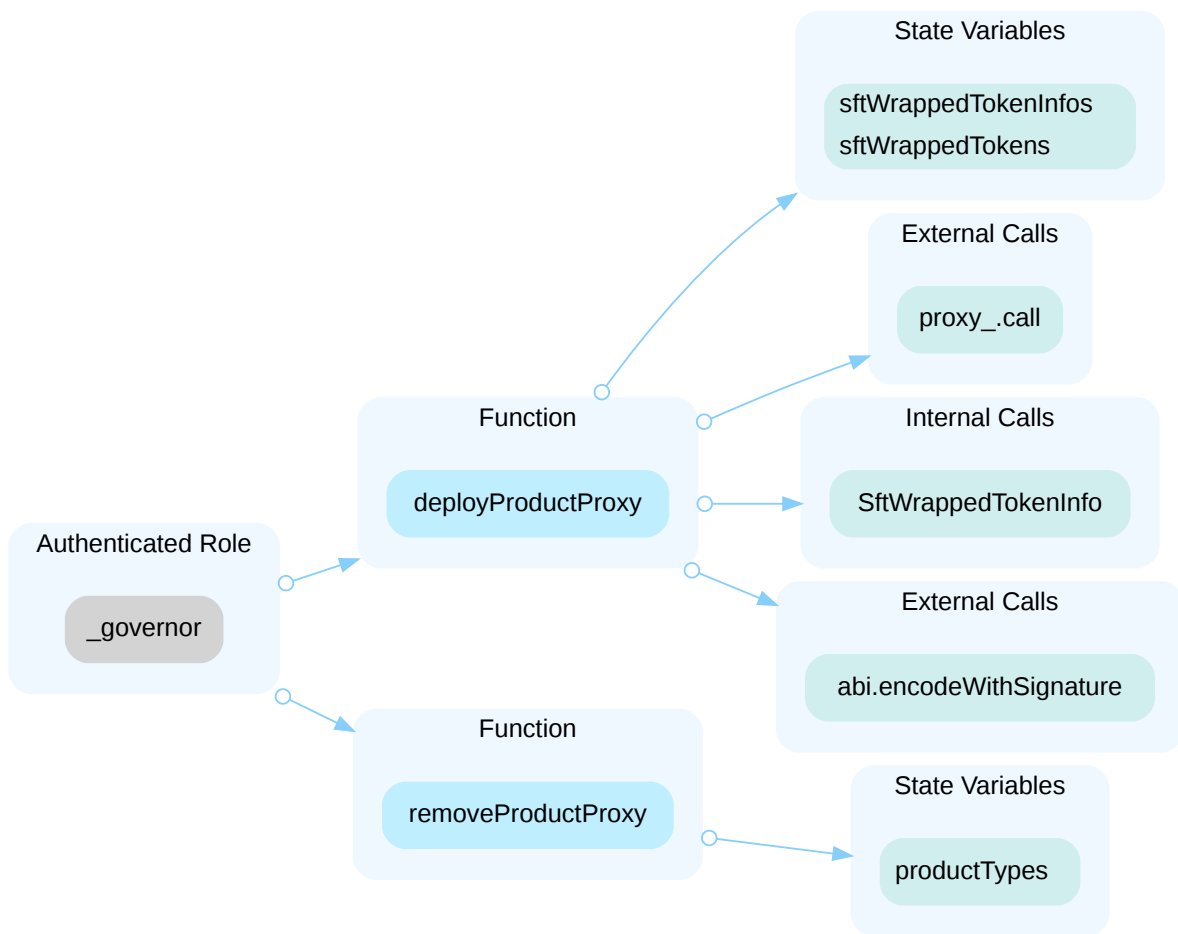 State Variables
sftWrappedTokenInfos
sftWrappedTokens
External Calls
proxy_.call
Function
deployProductProxy
Internal Calls
SftWrappedTokenInfo
Authenticated Role
_governor
External Calls
abi.encodeWithSignature
Function
removeProductProxy
State Variables
productTypes